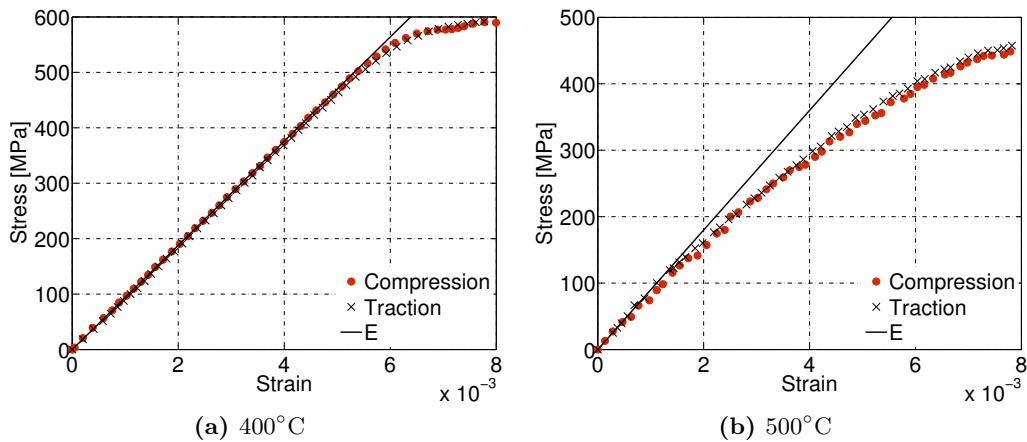 600
500
400
300
200
100
0
Stress [MPa]
Compression
Traction
E
0
2
4
6
8
Strain
x 10⁻³
(a) 400°C
500
400
300
200
100
0
Stress [MPa]
Compression
Traction
E
0
2
4
6
8
Strain
x 10⁻³
(b) 500°C